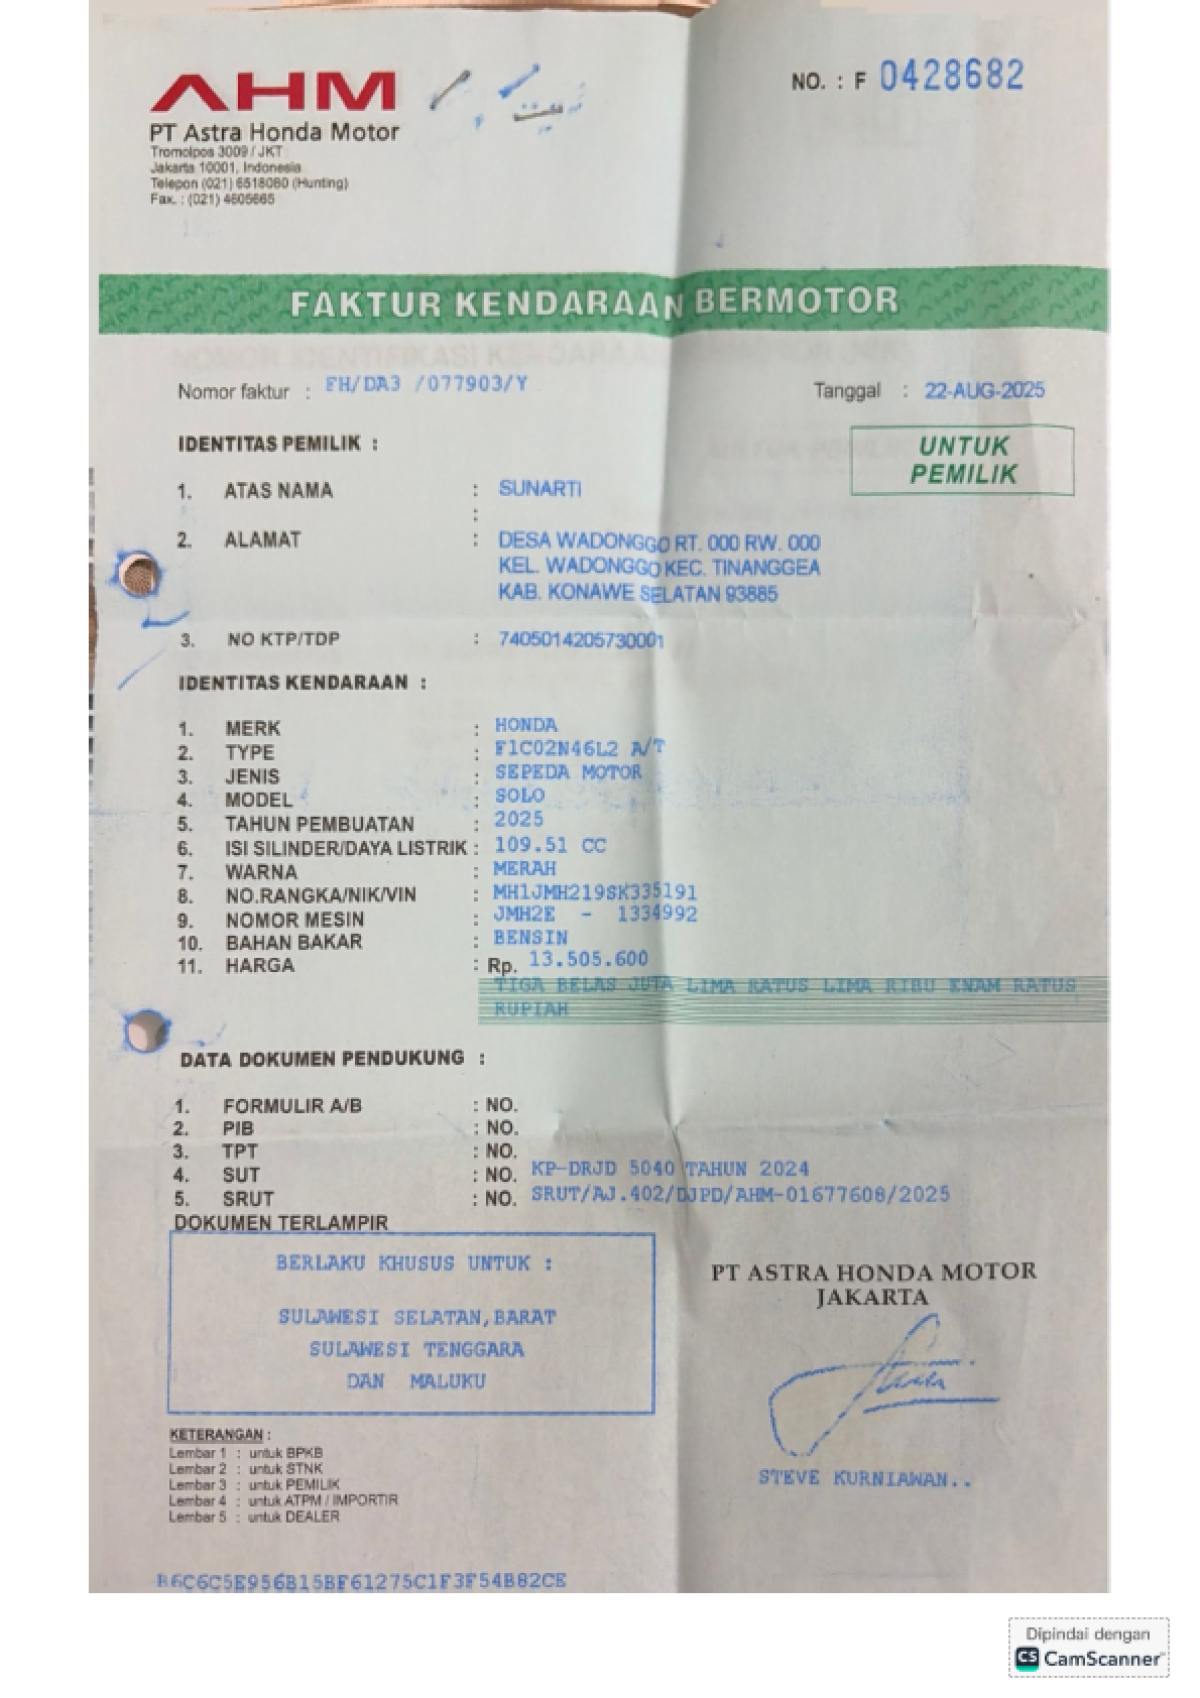 AHM
NO. : F 0428682
PT Astra Honda Motor
Tromolpos 3009 / JKT
Jakarta 10001, Indonesia
Telepon (021) 6518080 (Hunting)
Fax. : (021) 4605665
FAKTUR KENDARAAN BERMOTOR
Nomor faktur : FH/DA3 /077903/Y
Tanggal : 22-AUG-2025
IDENTITAS PEMILIK :
UNTUK
PEMILIK
1. ATAS NAMA : SUNARTI
:
2. ALAMAT : DESA WADONGGO RT. 000 RW. 000
KEL. WADONGGO KEC. TINANGGEA
KAB. KONAWE SELATAN 93885
3. NO KTP/TDP : 7405014205730001
IDENTITAS KENDARAAN :
1. MERK : HONDA
2. TYPE : F1C02N46L2 A/T
3. JENIS : SEPEDA MOTOR
4. MODEL : SOLO
5. TAHUN PEMBUATAN : 2025
6. ISI SILINDER/DAYA LISTRIK : 109.51 CC
7. WARNA : MERAH
8. NO.RANGKA/NIK/VIN : MH1JMH219SK335191
9. NOMOR MESIN : JMH2E - 1334992
10. BAHAN BAKAR : BENSIN
11. HARGA : Rp. 13.505.600
TIGA BELAS JUTA LIMA RATUS LIMA RIBU ENAM RATUS
RUPIAH
DATA DOKUMEN PENDUKUNG :
1. FORMULIR A/B : NO.
2. PIB : NO.
3. TPT : NO.
4. SUT : NO. KP-DRJD 5040 TAHUN 2024
5. SRUT : NO. SRUT/AJ.402/DJPD/AHM-01677608/2025
DOKUMEN TERLAMPIR
BERLAKU KHUSUS UNTUK :
SULAWESI SELATAN,BARAT
SULAWESI TENGGARA
DAN MALUKU
PT ASTRA HONDA MOTOR
JAKARTA
STEVE KURNIAWAN..
KETERANGAN :
Lembar 1 : untuk BPKB
Lembar 2 : untuk STNK
Lembar 3 : untuk PEMILIK
Lembar 4 : untuk ATPM / IMPORTIR
Lembar 5 : untuk DEALER
B6C6C5E956B15BF61275C1F3F54B82CE
Dipindai dengan
CS CamScanner